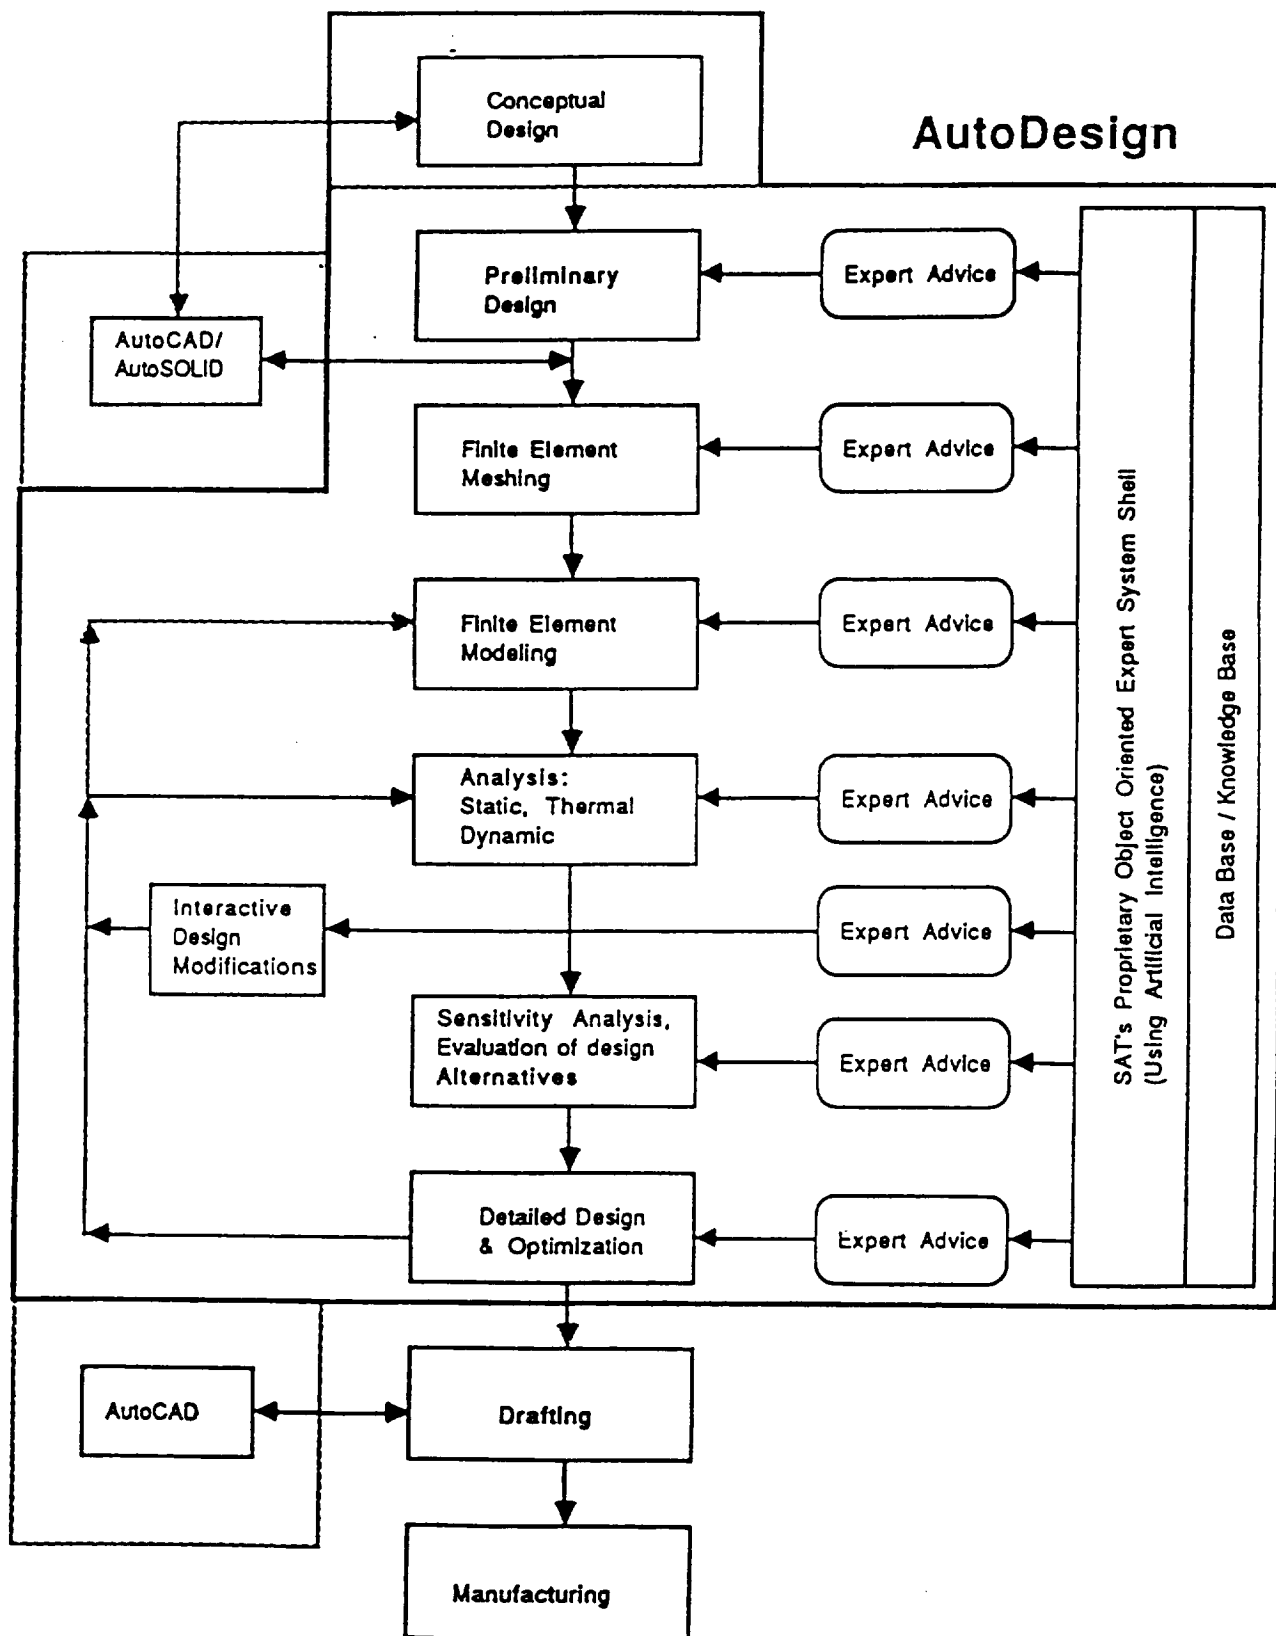 Conceptual
Design
AutoDesign
Preliminary
Design
Expert Advice
AutoCAD/
AutoSOLID
Finite Element
Meshing
Expert Advice
Finite Element
Modeling
Expert Advice
Analysis:
Static, Thermal
Dynamic
Expert Advice
Interactive
Design
Modifications
Expert Advice
Sensitivity Analysis,
Evaluation of design
Alternatives
Expert Advice
Detailed Design
& Optimization
Expert Advice
SAT's Proprietary Object Oriented Expert System Shell
(Using Artificial Intelligence)
Data Base / Knowledge Base
AutoCAD
Drafting
Manufacturing